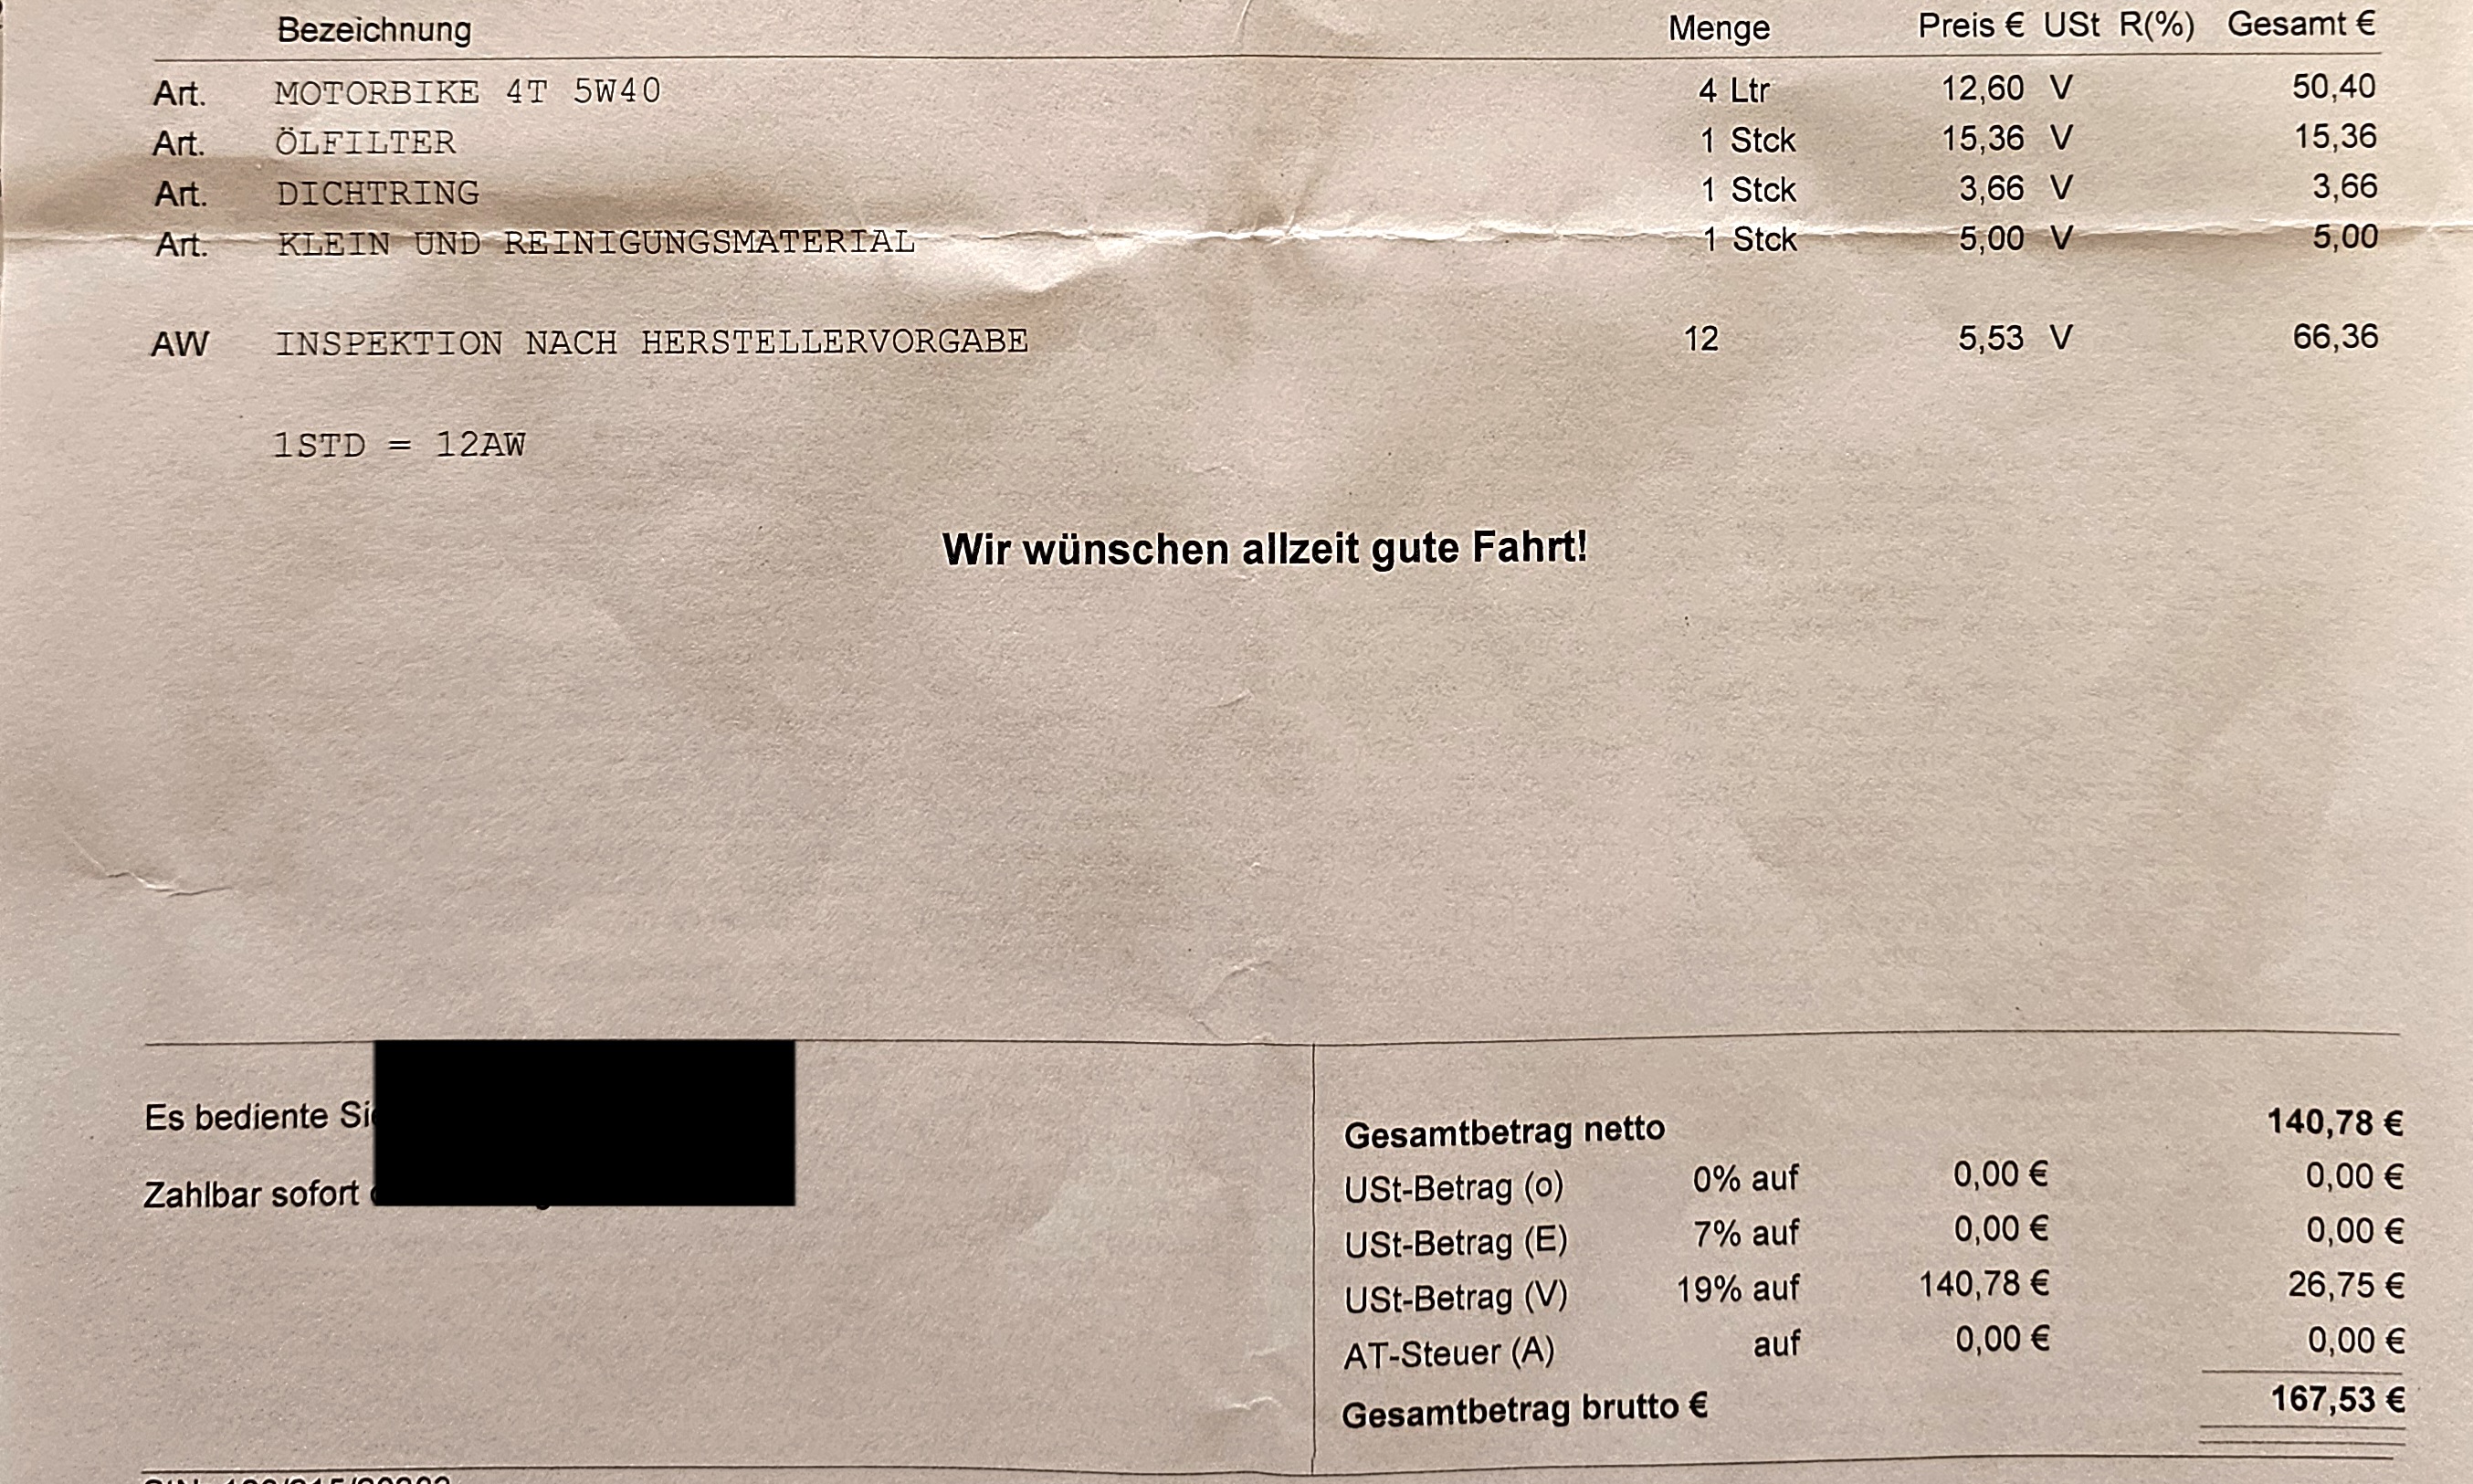 Bezeichnung Menge Preis € USt R(%) Gesamt €
Art. MOTORBIKE 4T 5W40 4 Ltr 12,60 V 50,40
Art. ÖLFILTER 1 Stck 15,36 V 15,36
Art. DICHTRING 1 Stck 3,66 V 3,66
Art. KLEIN UND REINIGUNGSMATERIAL 1 Stck 5,00 V 5,00
AW INSPEKTION NACH HERSTELLERVORGABE 12 5,53 V 66,36
1STD = 12AW
Wir wünschen allzeit gute Fahrt!
Es bediente
Zahlbar sofort
Gesamtbetrag netto 140,78 €
USt-Betrag (o) 0% auf 0,00 € 0,00 €
USt-Betrag (E) 7% auf 0,00 € 0,00 €
USt-Betrag (V) 19% auf 140,78 € 26,75 €
AT-Steuer (A) auf 0,00 € 0,00 €
Gesamtbetrag brutto € 167,53 €